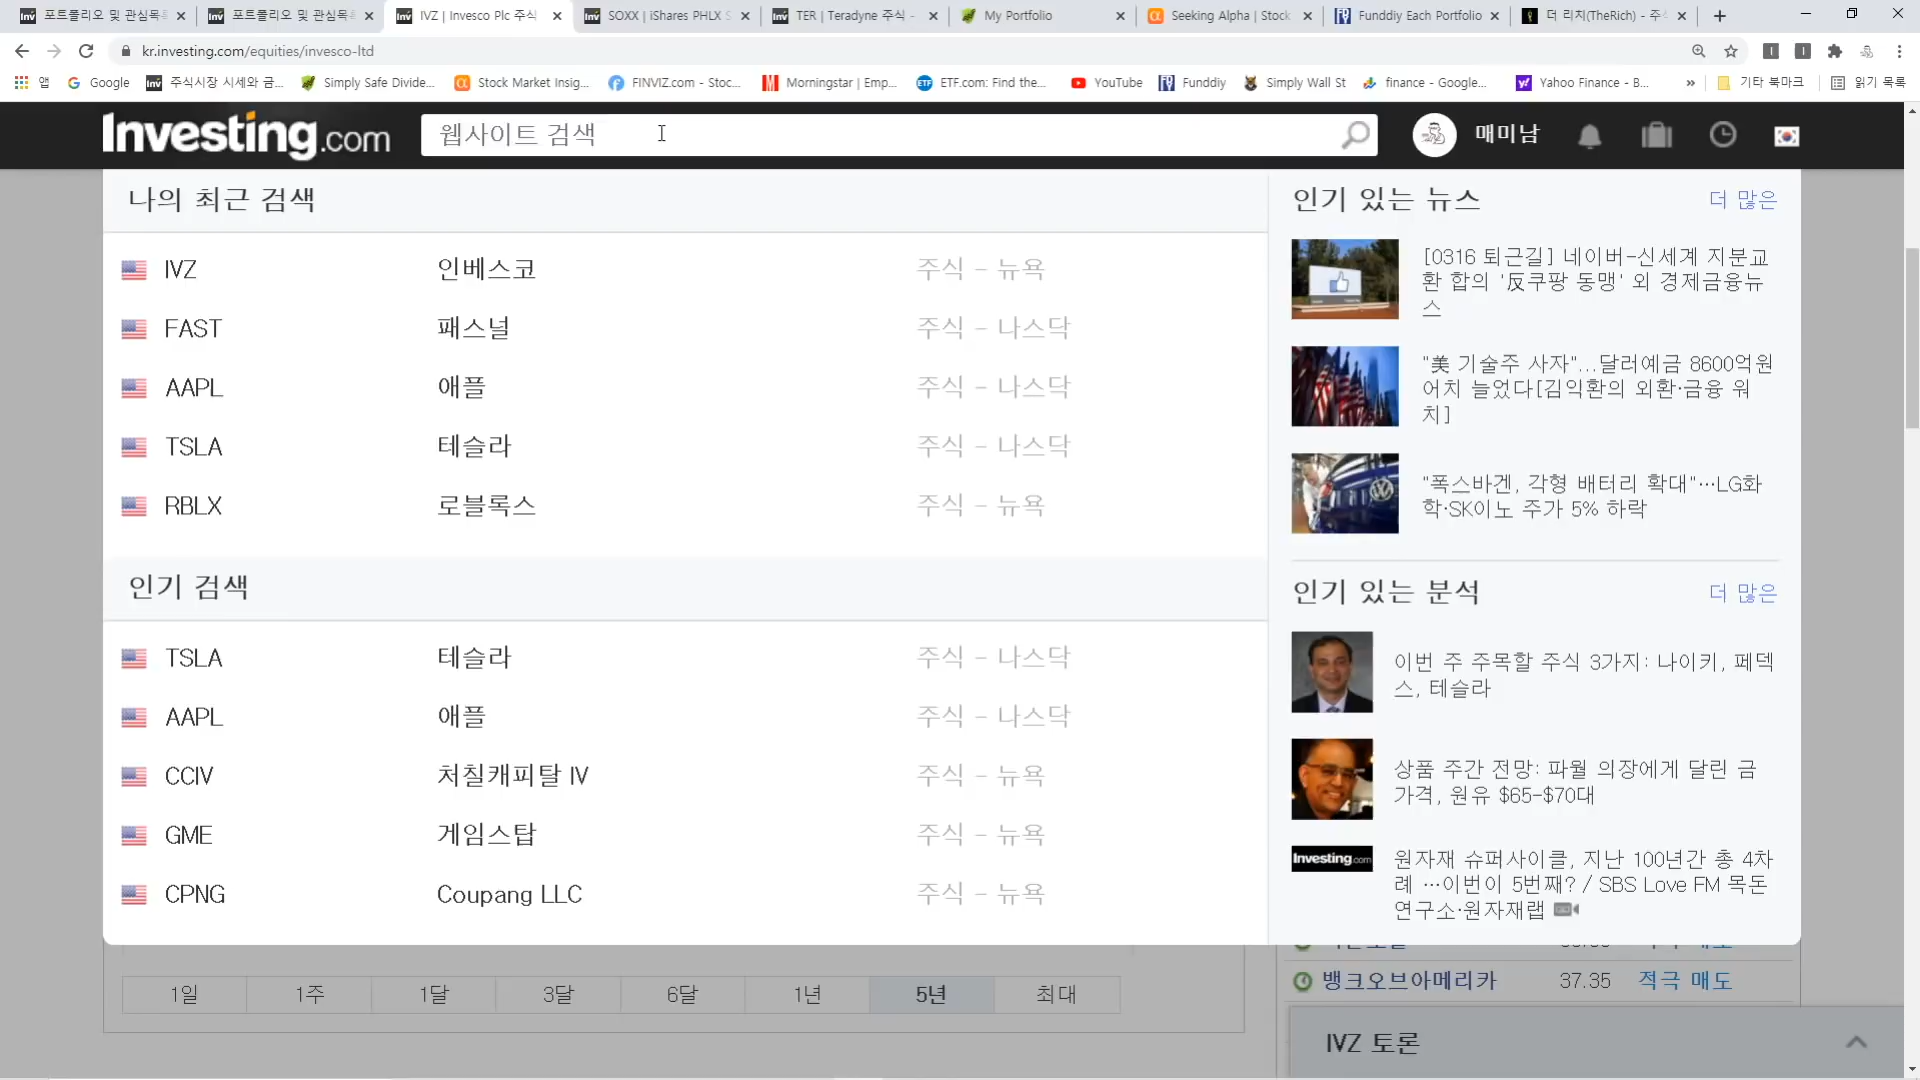 포트폴리오 및 관심목록
포트폴리오 및 관심목록
IVZ | Invesco Plc 주식
SOXX | iShares PHLX S
TER | Teradyne 주식 -
My Portfolio
Seeking Alpha | Stock
Funddiy Each Portfolio
더 리치(TheRich) - 주식
kr.investing.com/equities/invesco-ltd
앱
Google
주식시장 시세와 금...
Simply Safe Divide...
Stock Market Insig...
FINVIZ.com - Stoc...
Morningstar | Emp...
ETF.com: Find the...
YouTube
Funddiy
Simply Wall St
finance - Google...
Yahoo Finance - B...
»
기타 북마크
읽기 목록
Investing.com
웹사이트 검색
매미남
나의 최근 검색
IVZ 인베스코 주식 - 뉴욕
FAST 패스널 주식 - 나스닥
AAPL 애플 주식 - 나스닥
TSLA 테슬라 주식 - 나스닥
RBLX 로블록스 주식 - 뉴욕
인기 검색
TSLA 테슬라 주식 - 나스닥
AAPL 애플 주식 - 나스닥
CCIV 처칠캐피탈 IV 주식 - 뉴욕
GME 게임스탑 주식 - 뉴욕
CPNG Coupang LLC 주식 - 뉴욕
인기 있는 뉴스 더 많은
[0316 퇴근길] 네이버-신세계 지분교
환 합의 '反쿠팡 동맹' 외 경제금융뉴
스
"美 기술주 사자"...달러예금 8600억원
어치 늘었다[김익환의 외환·금융 워
치]
"폭스바겐, 각형 배터리 확대"…LG화
학·SK이노 주가 5% 하락
인기 있는 분석 더 많은
이번 주 주목할 주식 3가지: 나이키, 페덱
스, 테슬라
상품 주간 전망: 파월 의장에게 달린 금
가격, 원유 $65-$70대
Investing.com
원자재 슈퍼사이클, 지난 100년간 총 4차
례 …이번이 5번째? / SBS Love FM 목돈
연구소·원자재랩
뱅크오브아메리카 37.35 적극 매도
1일 1주 1달 3달 6달 1년 5년 최대
IVZ 토론